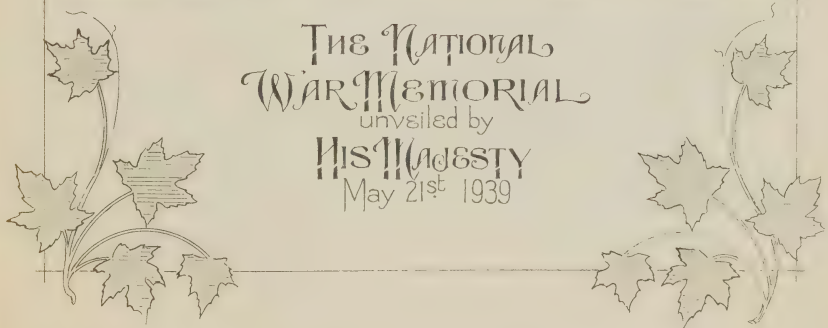 The National
War Memorial
unveiled by
His Majesty
May 21st 1939